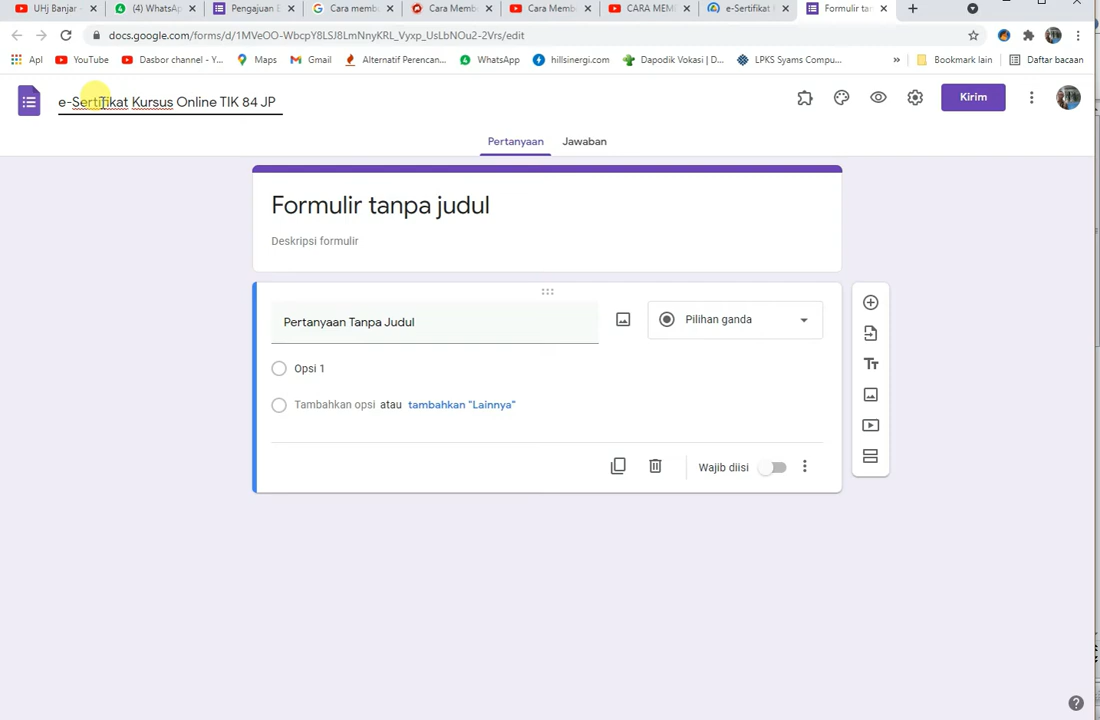 UHj Banjar
(4) WhatsAp
Pengajuan
Cara memb
Cara Memb
Cara Memb
CARA MEM
e-Sertifikat
Formulir ta
docs.google.com/forms/d/1MVeOO-WbcpY8LSJ8LmNnyKRL_Vyxp_UsLbNOu2-2Vrs/edit
Apl
YouTube
Dasbor channel - Y...
Maps
Gmail
Alternatif Perencan...
WhatsApp
hillsinergi.com
Dapodik Vokasi | D...
LPKS Syams Compu...
»
Bookmark lain
Daftar bacaan
e-Sertifikat Kursus Online TIK 84 JP
Kirim
Pertanyaan
Jawaban
Formulir tanpa judul
Deskripsi formulir
Pertanyaan Tanpa Judul
Pilihan ganda
Opsi 1
Tambahkan opsi atau tambahkan "Lainnya"
Wajib diisi